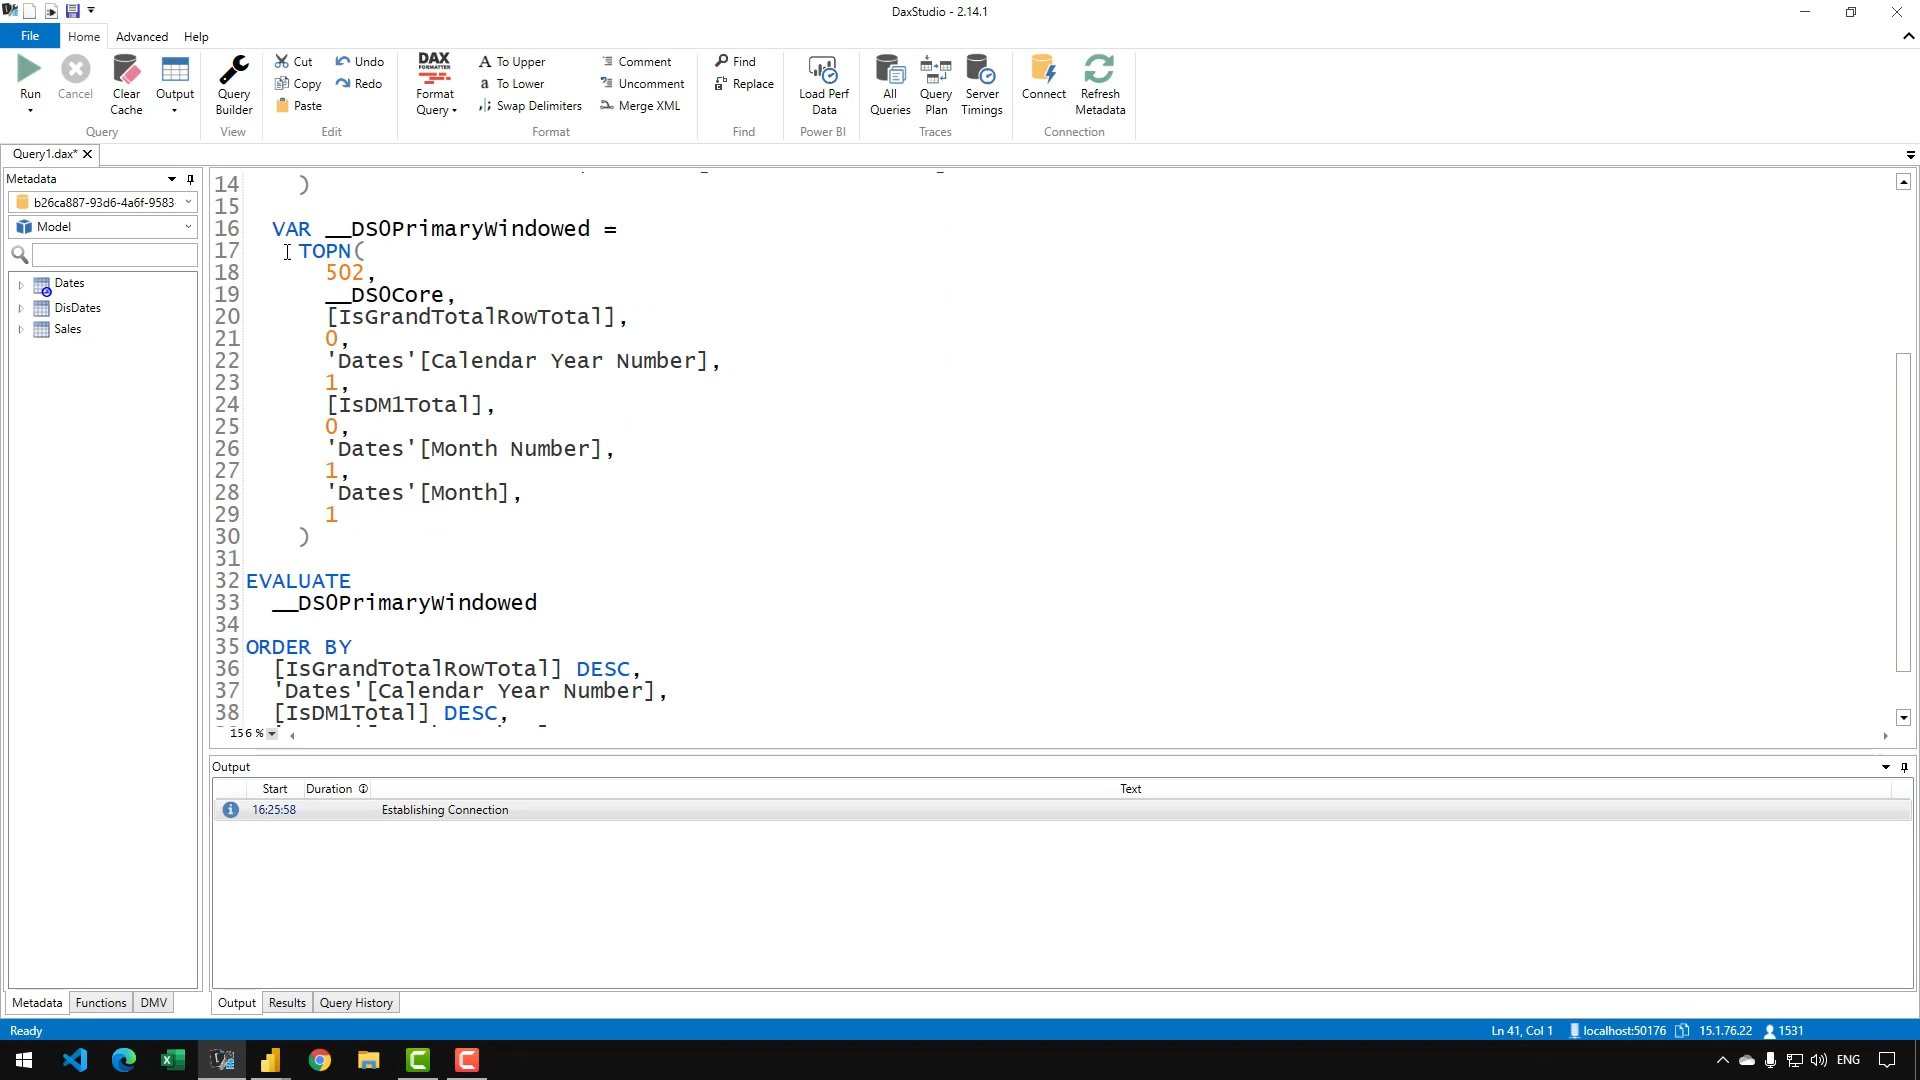 DaxStudio - 2.14.1
File Home Advanced Help
Run Cancel Clear Cache Output
Query
Query Builder
View
Cut Undo
Copy Redo
Paste
Edit
DAX
Format Query
To Upper Comment
To Lower Uncomment
Swap Delimiters Merge XML
Format
Find
Replace
Find
Load Perf Data
Power BI
All Queries Query Plan Server Timings
Traces
Connect Refresh Metadata
Connection
Query1.dax*
Metadata
b26ca887-93d6-4a6f-9583-
Model
Dates
DisDates
Sales
14 )
15
16 VAR __DS0PrimaryWindowed =
17 TOPN(
18 502,
19 __DS0Core,
20 [IsGrandTotalRowTotal],
21 0,
22 'Dates'[Calendar Year Number],
23 1,
24 [IsDM1Total],
25 0,
26 'Dates'[Month Number],
27 1,
28 'Dates'[Month],
29 1
30 )
31
32 EVALUATE
33 __DS0PrimaryWindowed
34
35 ORDER BY
36 [IsGrandTotalRowTotal] DESC,
37 'Dates'[Calendar Year Number],
38 [IsDM1Total] DESC,
156 %
Output
Start Duration Text
16:25:58 Establishing Connection
Metadata Functions DMV
Output Results Query History
Ready
Ln 41, Col 1 localhost:50176 15.1.76.22 1531
ENG